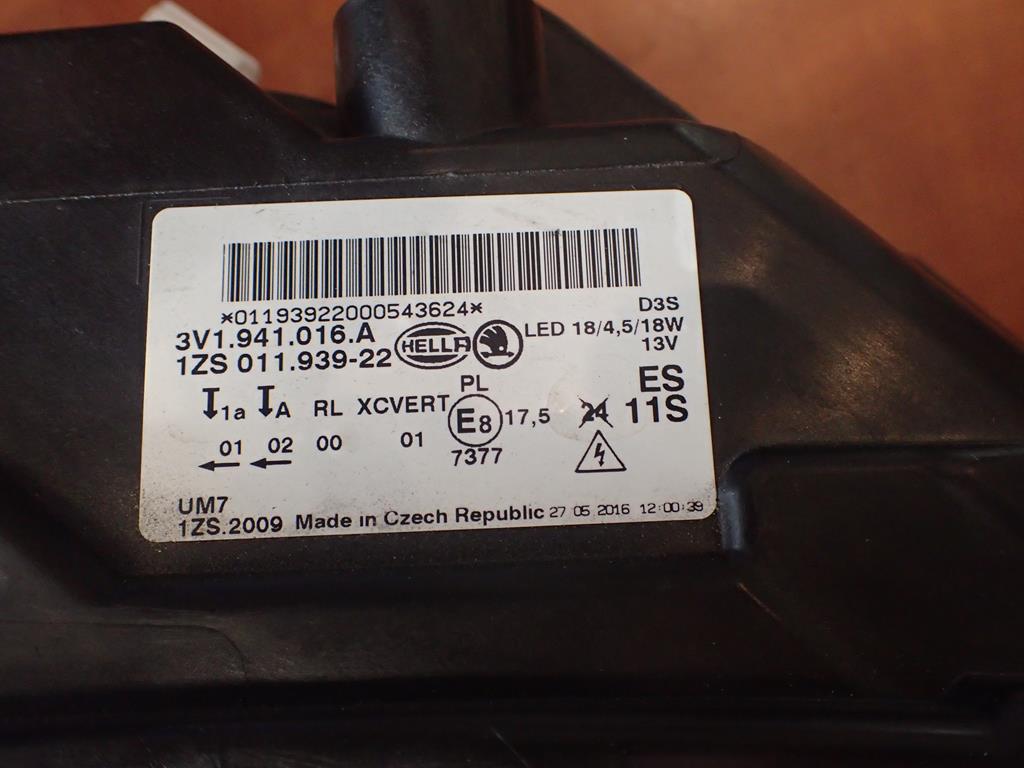 *01193922000543624*
D3S
3V1.941.016.A
HELLA
LED 18/4,5/18W
13V
1ZS 011.939-22
PL
ES
1a A RL XCVERT E8 17,5 24 11S
01 02 00 01 7377
UM7
1ZS.2009 Made in Czech Republic 27 05 2016 12:00:39